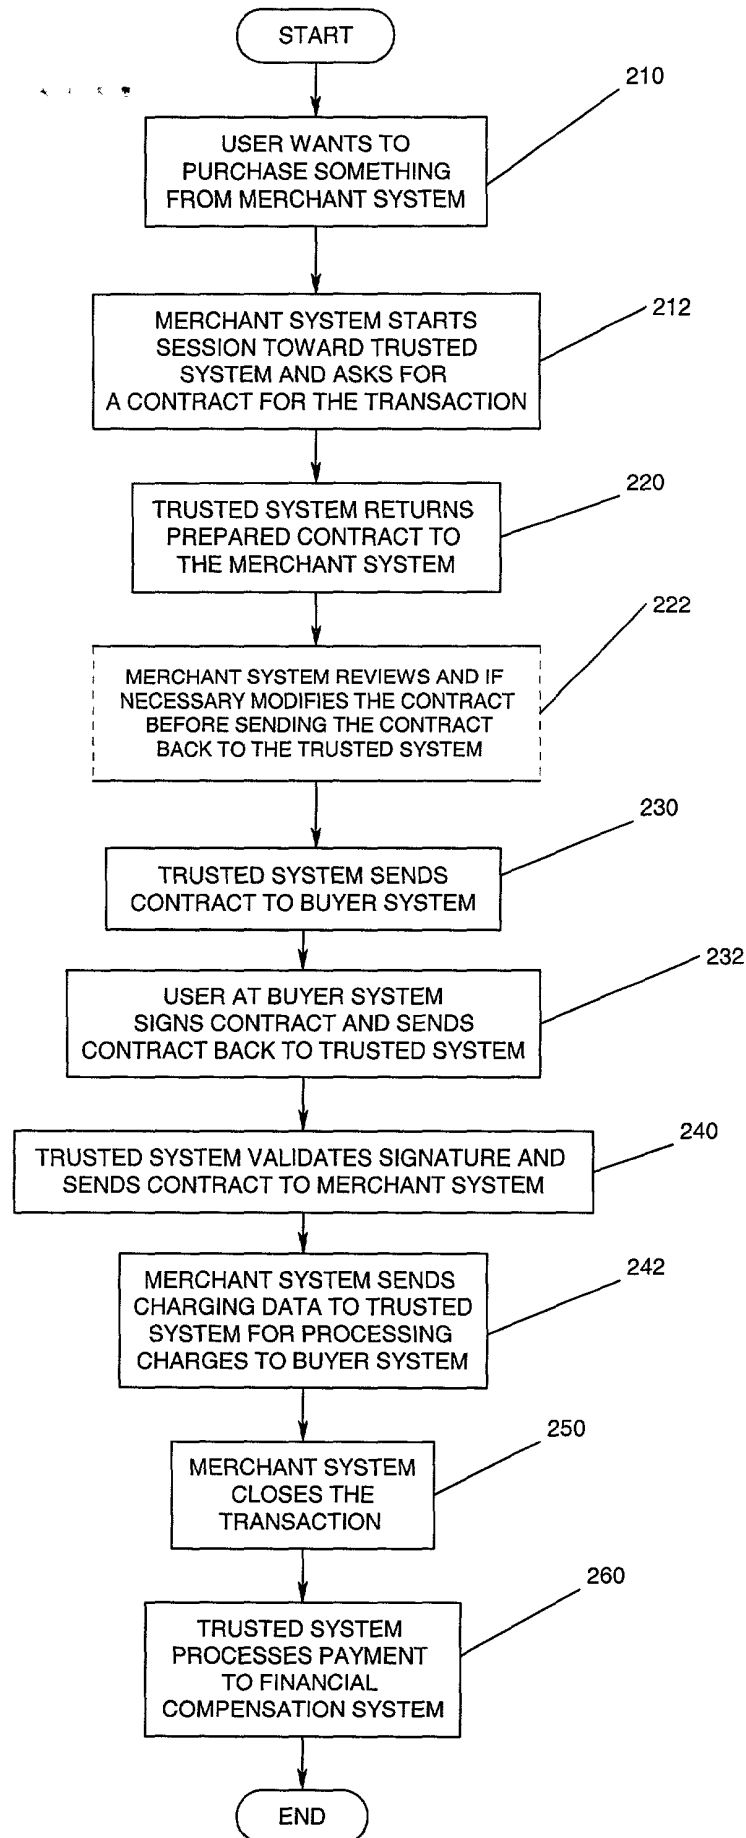 START
210
USER WANTS TO
PURCHASE SOMETHING
FROM MERCHANT SYSTEM
212
MERCHANT SYSTEM STARTS
SESSION TOWARD TRUSTED
SYSTEM AND ASKS FOR
A CONTRACT FOR THE TRANSACTION
220
TRUSTED SYSTEM RETURNS
PREPARED CONTRACT TO
THE MERCHANT SYSTEM
222
MERCHANT SYSTEM REVIEWS AND IF
NECESSARY MODIFIES THE CONTRACT
BEFORE SENDING THE CONTRACT
BACK TO THE TRUSTED SYSTEM
230
TRUSTED SYSTEM SENDS
CONTRACT TO BUYER SYSTEM
232
USER AT BUYER SYSTEM
SIGNS CONTRACT AND SENDS
CONTRACT BACK TO TRUSTED SYSTEM
240
TRUSTED SYSTEM VALIDATES SIGNATURE AND
SENDS CONTRACT TO MERCHANT SYSTEM
242
MERCHANT SYSTEM SENDS
CHARGING DATA TO TRUSTED
SYSTEM FOR PROCESSING
CHARGES TO BUYER SYSTEM
250
MERCHANT SYSTEM
CLOSES THE
TRANSACTION
260
TRUSTED SYSTEM
PROCESSES PAYMENT
TO FINANCIAL
COMPENSATION SYSTEM
END